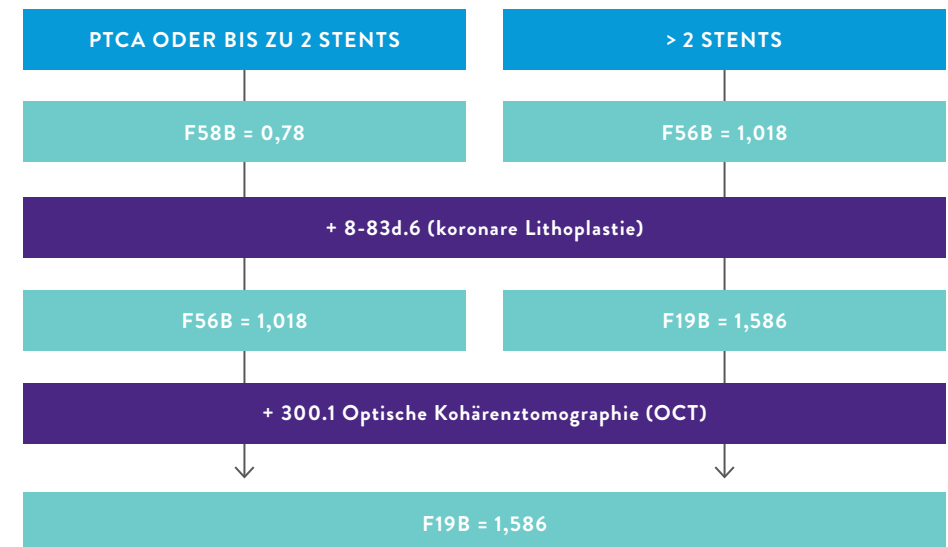 PTCA ODER BIS ZU 2 STENTS
> 2 STENTS
F58B = 0,78
F56B = 1,018
+ 8-83d.6 (koronare Lithoplastie)
F56B = 1,018
F19B = 1,586
+ 300.1 Optische Kohärenztomographie (OCT)
F19B = 1,586